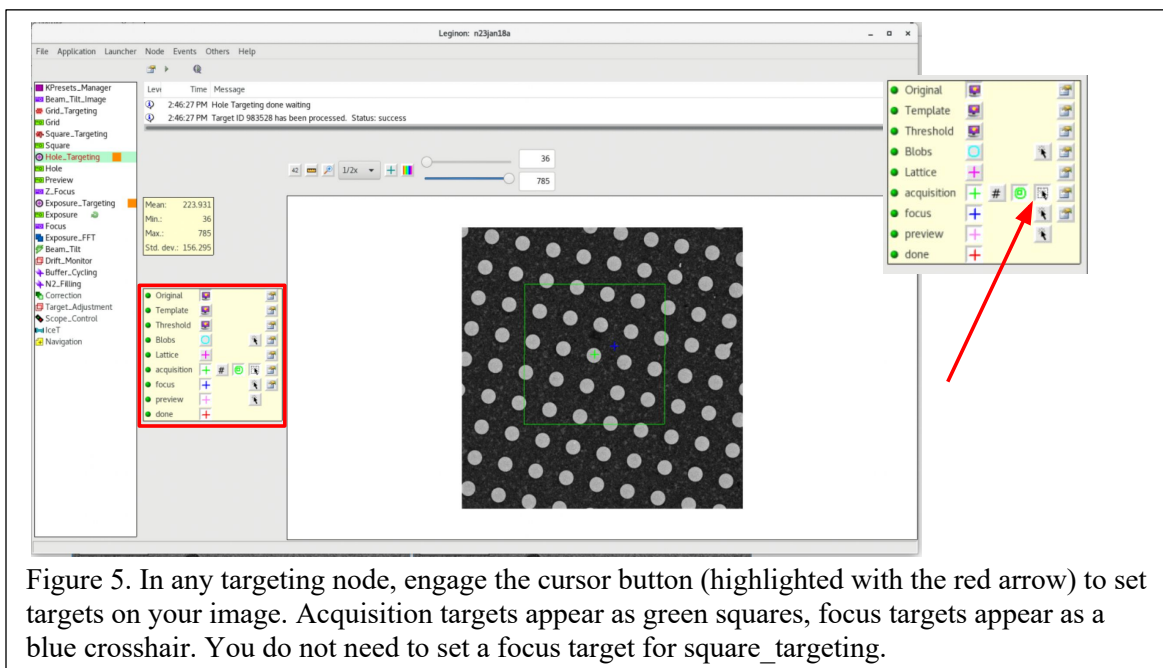 Leginon: n23jan18a
File Application Launcher Node Events Others Help
KPresets_Manager
Beam_Tilt_Image
Grid_Targeting
Grid
Square_Targeting
Square
Hole_Targeting
Hole
Preview
Z_Focus
Exposure_Targeting
Exposure
Focus
Exposure_FFT
Beam_Tilt
Drift_Monitor
Buffer_Cycling
N2_Filling
Correction
Target_Adjustment
Scope_Control
IceT
Navigation
Levi Time Message
2:46:27 PM Hole Targeting done waiting
2:46:27 PM Target ID 983528 has been processed. Status: success
1/2x
36
785
Mean: 223.931
Min.: 36
Max.: 785
Std. dev.: 156.295
Original
Template
Threshold
Blobs
Lattice
acquisition #
focus
preview
done
Original
Template
Threshold
Blobs
Lattice
acquisition #
focus
preview
done
Figure 5. In any targeting node, engage the cursor button (highlighted with the red arrow) to set
targets on your image. Acquisition targets appear as green squares, focus targets appear as a
blue crosshair. You do not need to set a focus target for square_targeting.